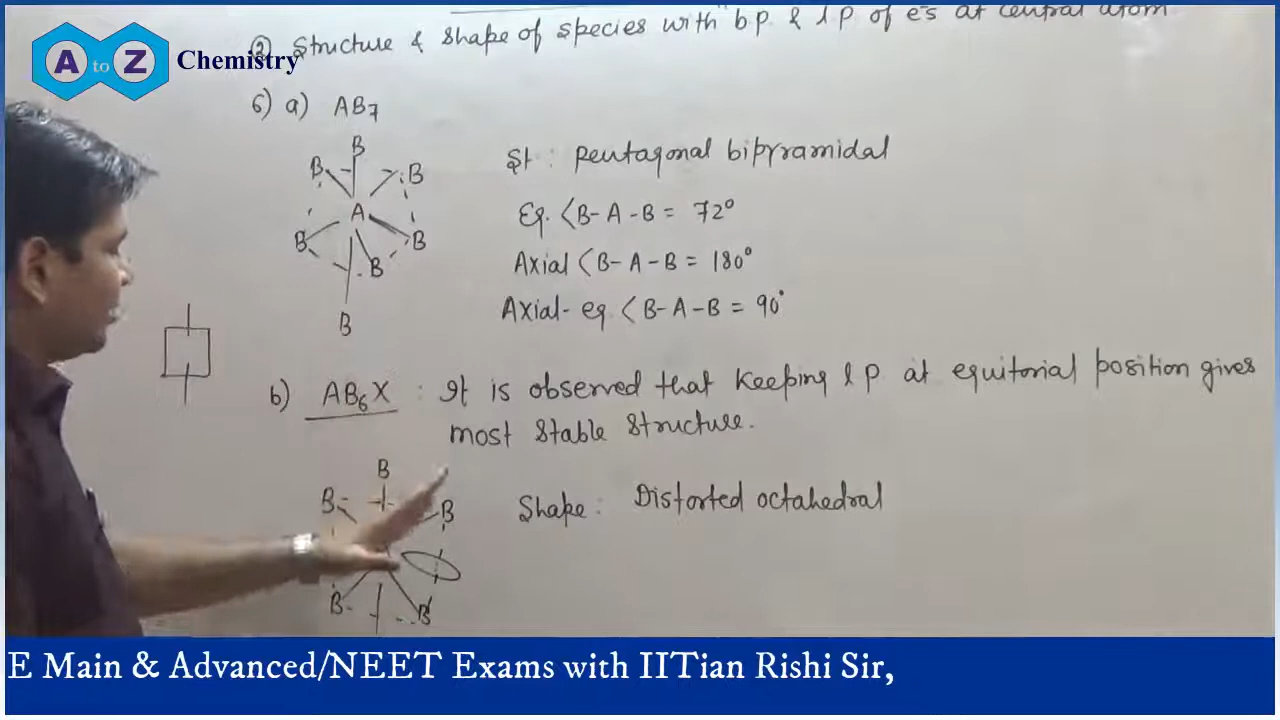 ② Structure & Shape of species with b.p. & l p. of e⁻s at central atom
A to Z Chemistry
6) a) AB₇
B
B B
A
B B
B
B
St : pentagonal bipyramidal
Eq. <B-A-B = 72°
Axial <B-A-B = 180°
Axial-eq <B-A-B = 90°
b) AB₆X : It is observed that keeping l p. at equitorial position gives
most stable structure.
B
B B
B B
Shape : Distorted octahedral
E Main & Advanced/NEET Exams with IITian Rishi Sir,